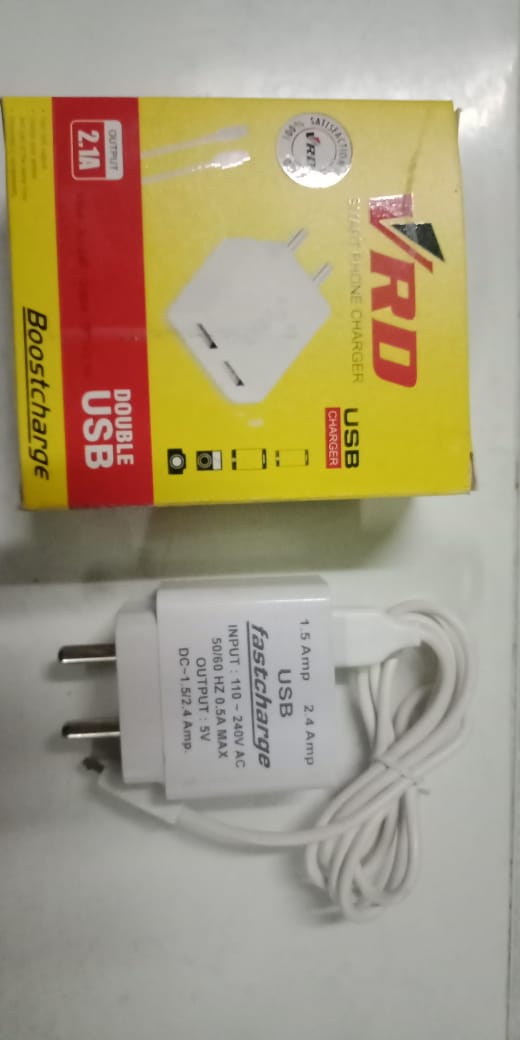 VRD
SMART PHONE CHARGER
USB
CHARGER
SATISFACTION
VRD
100%
OUTPUT
2.1A
DOUBLE
USB
Boostcharge
1.5 Amp 2.4 Amp
USB
fastcharge
INPUT : 110 ~ 240V AC
50/60 HZ 0.5A MAX
OUTPUT : 5V
DC~1.5/2.4 Amp.